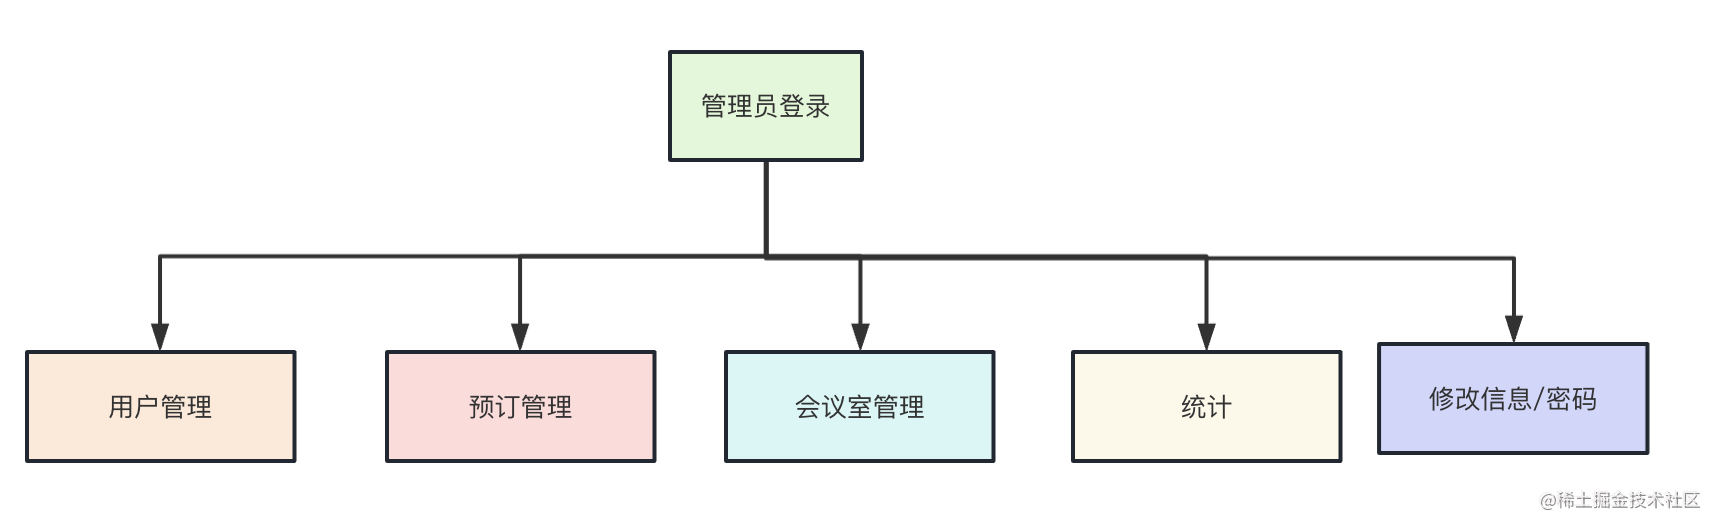 管理员登录
用户管理
预订管理
会议室管理
统计
修改信息/密码
@稀土掘金技术社区